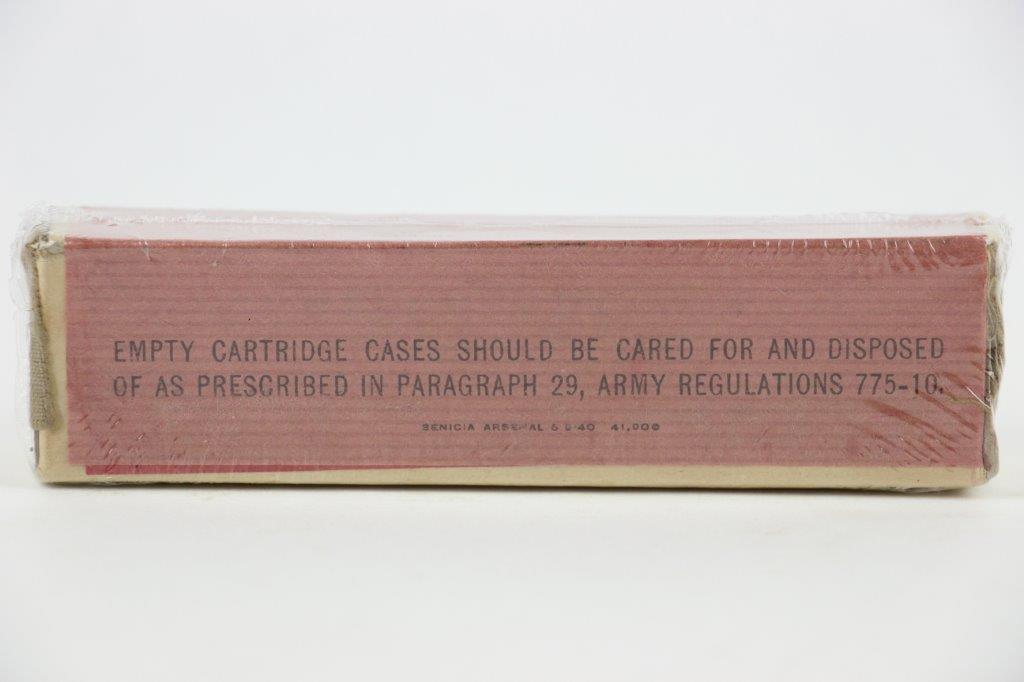 EMPTY CARTRIDGE CASES SHOULD BE CARED FOR AND DISPOSED
OF AS PRESCRIBED IN PARAGRAPH 29, ARMY REGULATIONS 775-10.
BENICIA ARSENAL 41,000